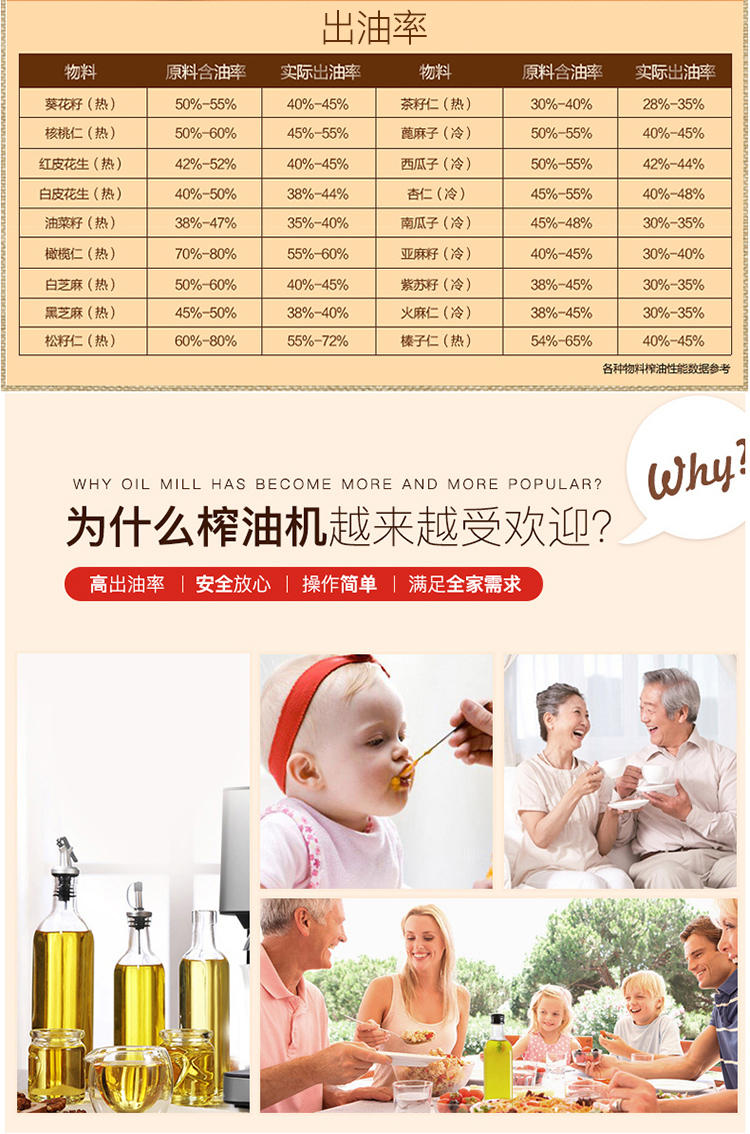 出油率
物料 原料含油率 实际出油率 物料 原料含油率 实际出油率
葵花籽（热） 50%-55% 40%-45% 茶籽仁（热） 30%-40% 28%-35%
核桃仁（热） 50%-60% 45%-55% 蓖麻子（冷） 50%-55% 40%-45%
红皮花生（热） 42%-52% 40%-45% 西瓜子（冷） 50%-55% 42%-44%
白皮花生（热） 40%-50% 38%-44% 杏仁（冷） 45%-55% 40%-48%
油菜籽（热） 38%-47% 35%-40% 南瓜子（冷） 45%-48% 30%-35%
橄榄仁（热） 70%-80% 55%-60% 亚麻籽（冷） 40%-45% 30%-40%
白芝麻（热） 50%-60% 40%-45% 紫苏籽（冷） 38%-45% 30%-35%
黑芝麻（热） 45%-50% 38%-40% 火麻仁（冷） 38%-45% 30%-35%
松籽仁（热） 60%-80% 55%-72% 榛子仁（热） 54%-65% 40%-45%
各种物料榨油性能数据参考
Why?
WHY OIL MILL HAS BECOME MORE AND MORE POPULAR?
为什么榨油机越来越受欢迎？
高出油率 | 安全放心 | 操作简单 | 满足全家需求